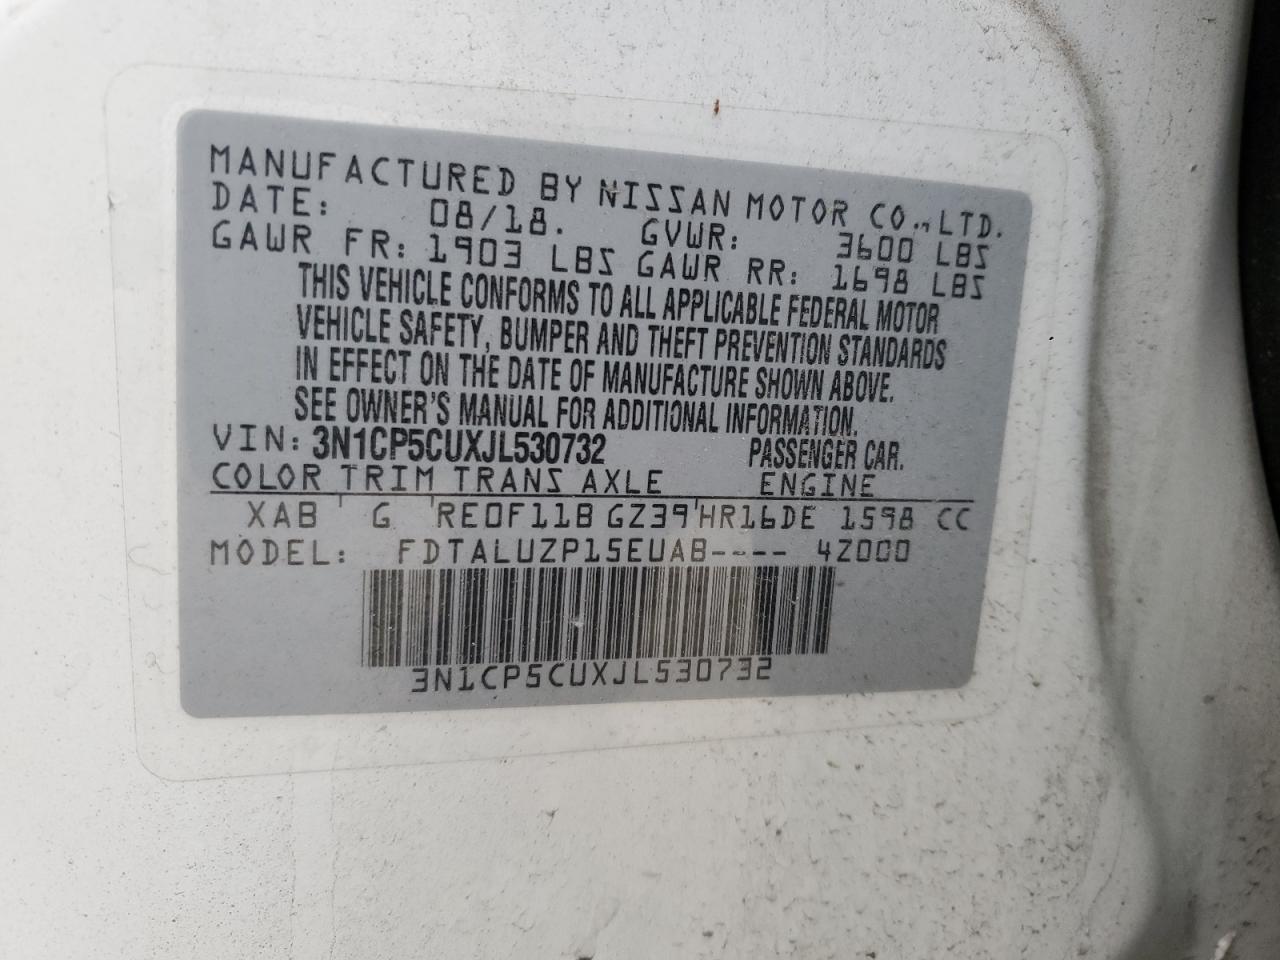 MANUFACTURED BY NISSAN MOTOR CO., LTD.
DATE: 08/18. GVWR: 3600 LBS
GAWR FR: 1903 LBS GAWR RR: 1698 LBS
THIS VEHICLE CONFORMS TO ALL APPLICABLE FEDERAL MOTOR
VEHICLE SAFETY, BUMPER AND THEFT PREVENTION STANDARDS
IN EFFECT ON THE DATE OF MANUFACTURE SHOWN ABOVE.
SEE OWNER'S MANUAL FOR ADDITIONAL INFORMATION.
VIN: 3N1CP5CUXJL530732 PASSENGER CAR.
COLOR TRIM TRANS AXLE ENGINE
XAB G RE0F11B GZ39 HR16DE 1598 CC
MODEL: FDTALUZP15EUAB---- 4Z000
3N1CP5CUXJL530732